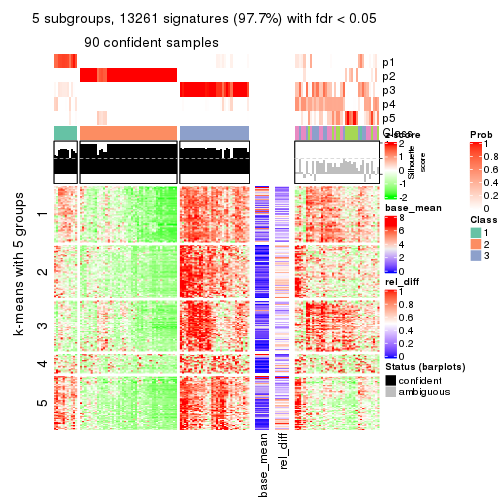 5 subgroups, 13261 signatures (97.7%) with fdr < 0.05
90 confident samples
p1
p2
p3
p4
p5
Class
z-score
2
1
0
-1
-2
Silhouette
score
Prob
1
0.8
0.6
0.4
0.2
0
Class
1
2
3
base_mean
8
6
4
2
0
rel_diff
1
0.8
0.6
0.4
0.2
0
Status (barplots)
confident
ambiguous
k-means with 5 groups
1
2
3
4
5
base_mean
rel_diff